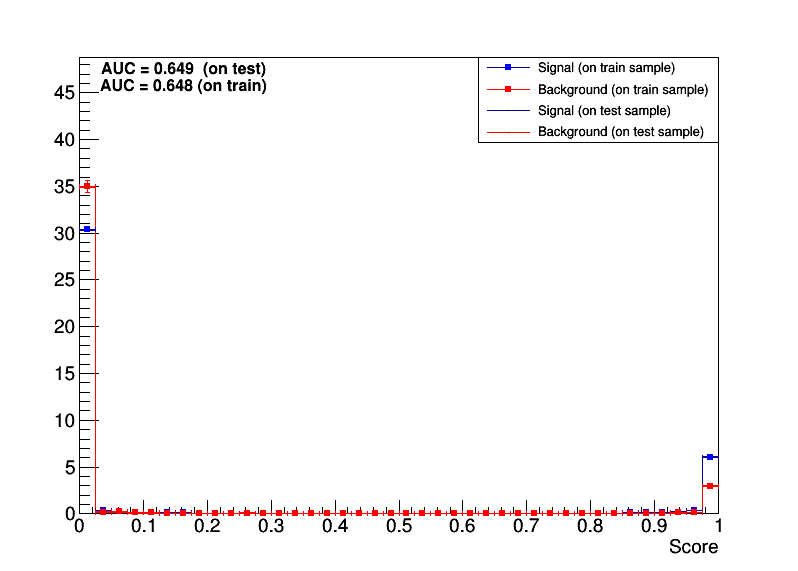 AUC = 0.649 (on test)
AUC = 0.648 (on train)
Signal (on train sample)
Background (on train sample)
Signal (on test sample)
Background (on test sample)
45
40
35
30
25
20
15
10
5
0
0 0.1 0.2 0.3 0.4 0.5 0.6 0.7 0.8 0.9 1
Score